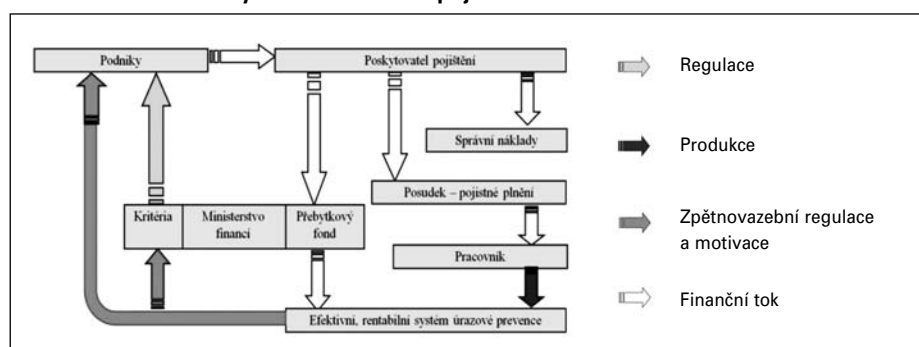 Podniky
Poskytovatel pojištění
Správní náklady
Posudek – pojistné plnění
Kritéria
Ministerstvo
financí
Přebytkový
fond
Pracovník
Efektivní, rentabilní systém úrazové prevence
Regulace
Produkce
Zpětnovazební regulace
a motivace
Finanční tok